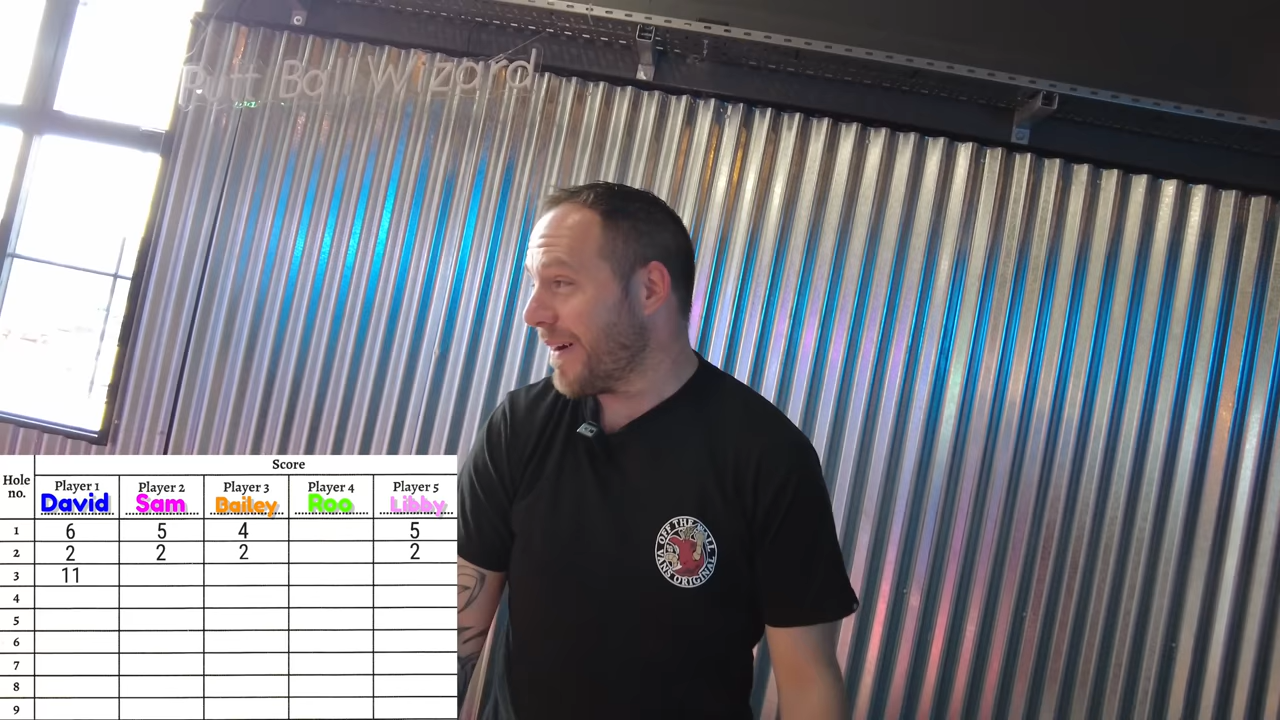 Putt Ball Wizard
OFF THE WALL
VANS ORIGINAL
Score
Hole no.
Player 1 Player 2 Player 3 Player 4 Player 5
David Sam Bailey Roo Libby
1 6 5 4 5
2 2 2 2 2
3 11
4
5
6
7
8
9